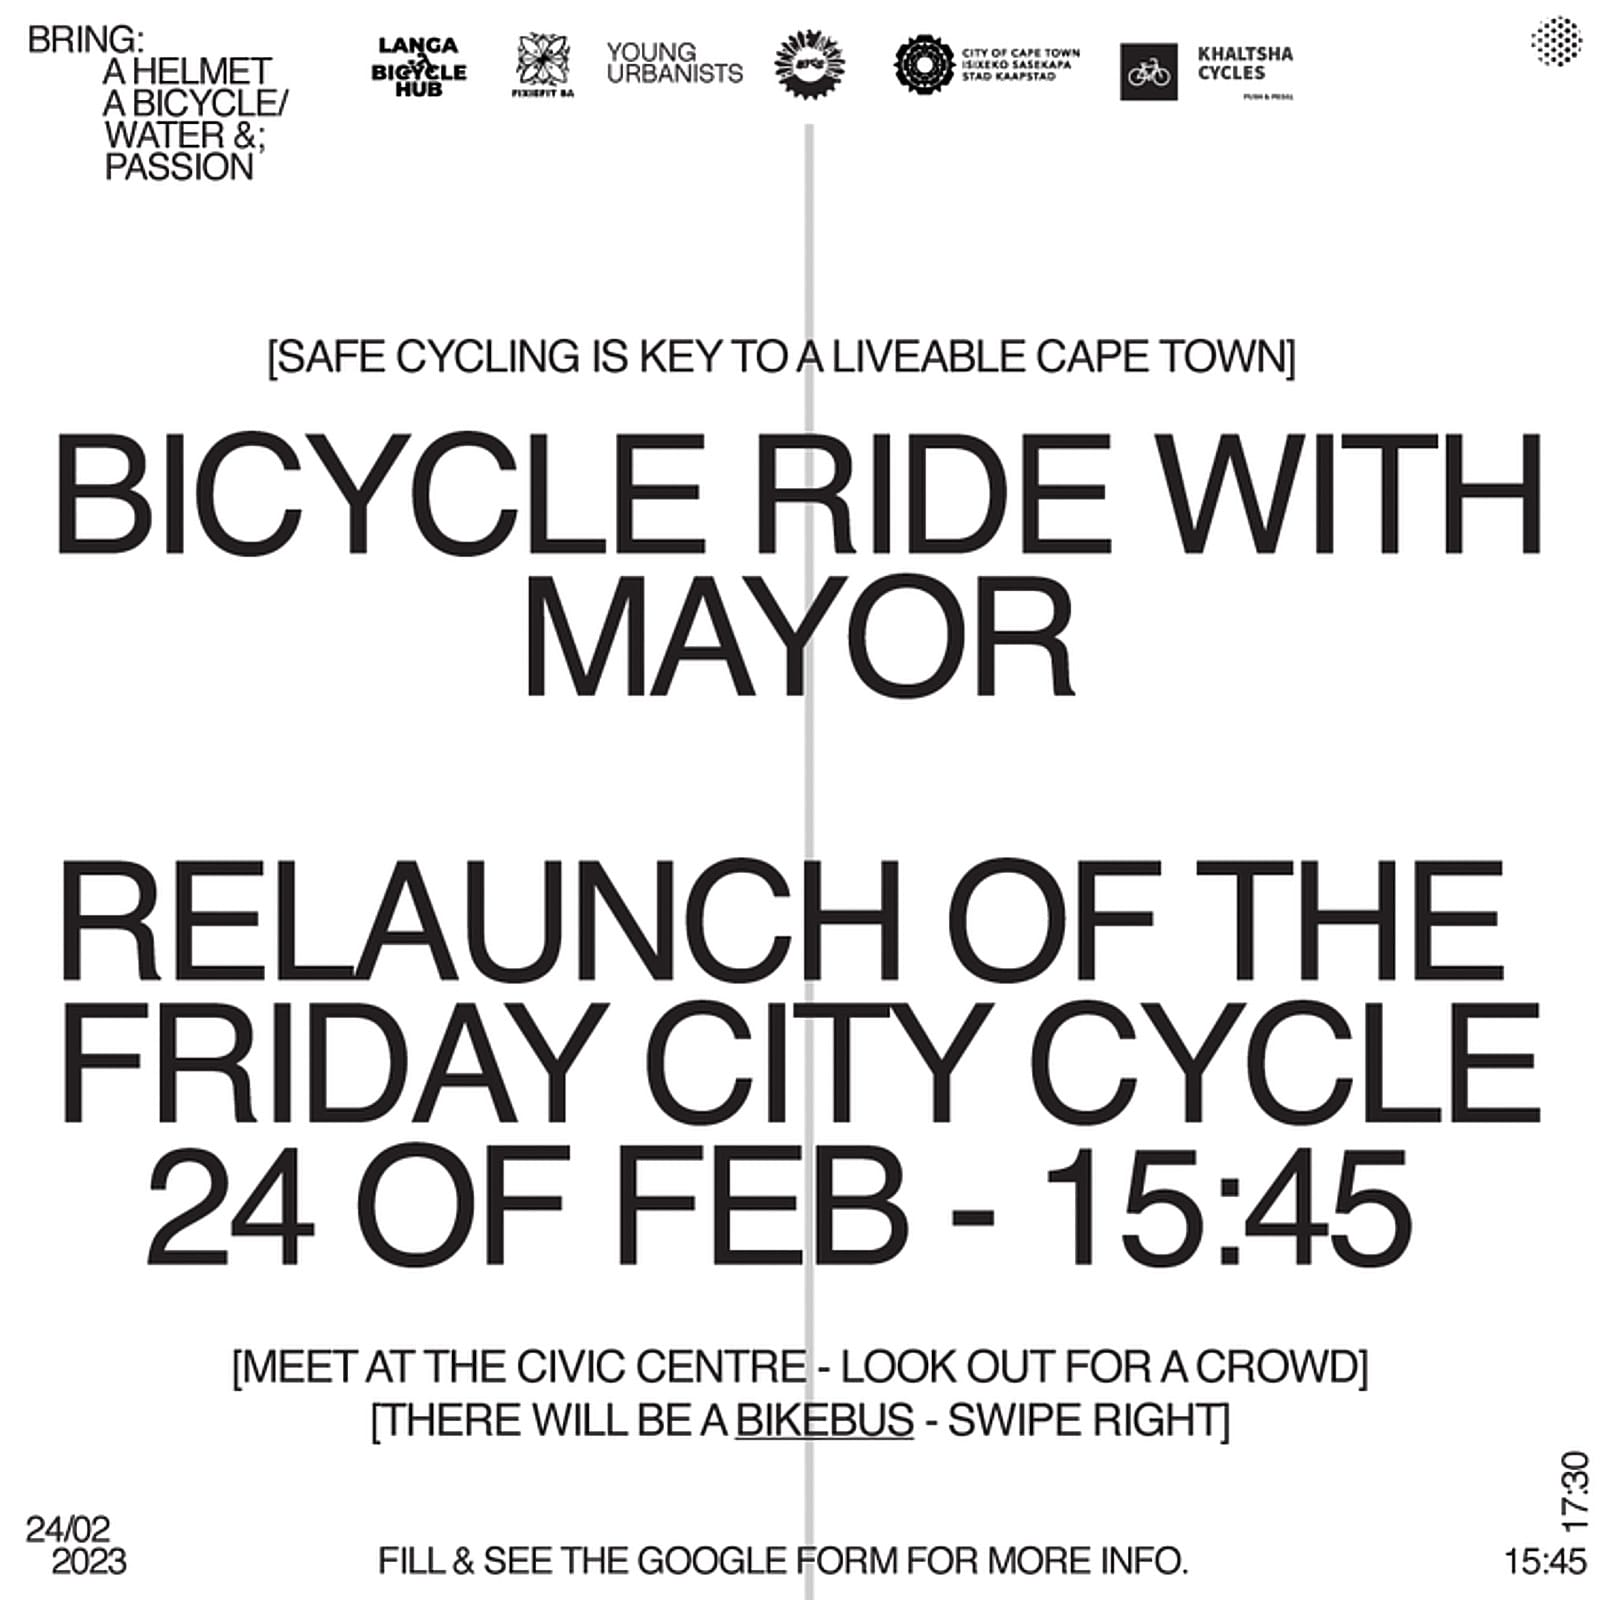 BRING:
A HELMET
A BICYCLE/
WATER &;
PASSION
LANGA
BICYCLE
HUB
FIXIEFIT SA
YOUNG
URBANISTS
CITY OF CAPE TOWN
ISIXEKO SASEKAPA
STAD KAAPSTAD
KHALTSHA
CYCLES
PUSH & PEDAL
[SAFE CYCLING IS KEY TO A LIVEABLE CAPE TOWN]
BICYCLE RIDE WITH
MAYOR
RELAUNCH OF THE
FRIDAY CITY CYCLE
24 OF FEB - 15:45
[MEET AT THE CIVIC CENTRE - LOOK OUT FOR A CROWD]
[THERE WILL BE A BIKEBUS - SWIPE RIGHT]
24/02
2023
FILL & SEE THE GOOGLE FORM FOR MORE INFO.
17:30
15:45